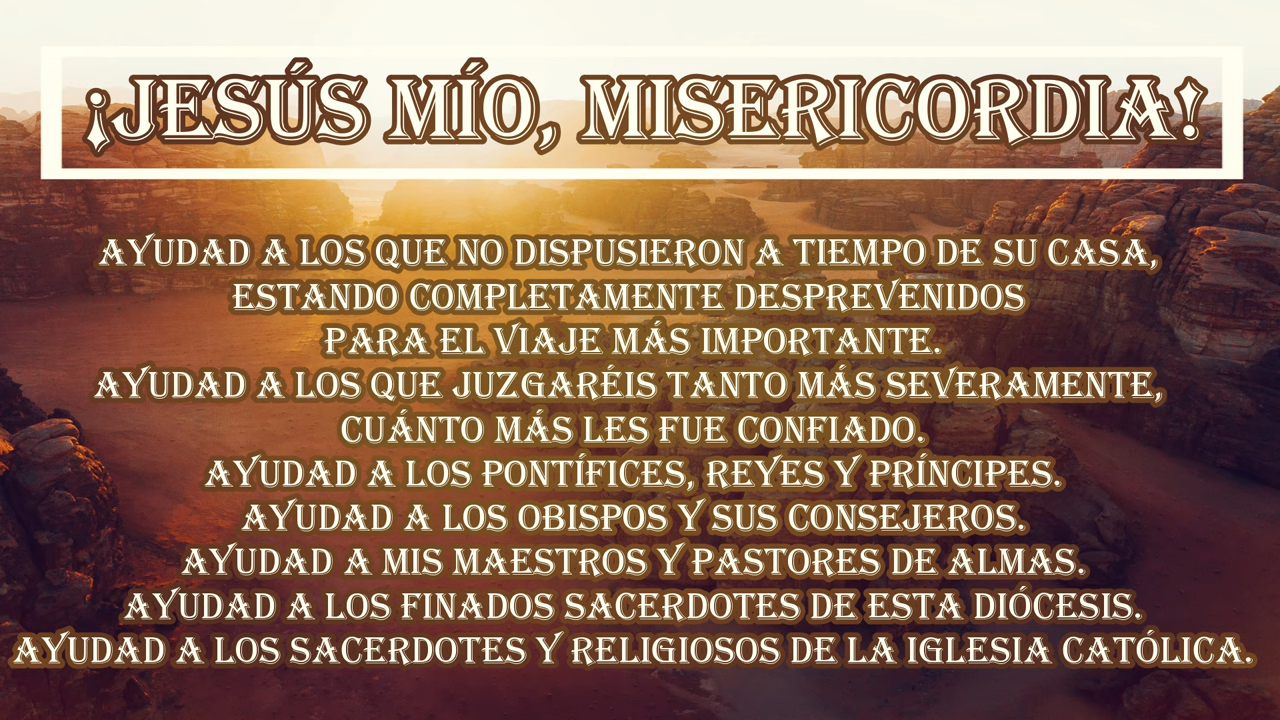 ¡JESÚS MÍO, MISERICORDIA!
AYUDAD A LOS QUE NO DISPUSIERON A TIEMPO DE SU CASA,
ESTANDO COMPLETAMENTE DESPREVENIDOS
PARA EL VIAJE MÁS IMPORTANTE.
AYUDAD A LOS QUE JUZGARÉIS TANTO MÁS SEVERAMENTE,
CUÁNTO MÁS LES FUE CONFIADO.
AYUDAD A LOS PONTÍFICES, REYES Y PRÍNCIPES.
AYUDAD A LOS OBISPOS Y SUS CONSEJEROS.
AYUDAD A MIS MAESTROS Y PASTORES DE ALMAS.
AYUDAD A LOS FINADOS SACERDOTES DE ESTA DIÓCESIS.
AYUDAD A LOS SACERDOTES Y RELIGIOSOS DE LA IGLESIA CATÓLICA.